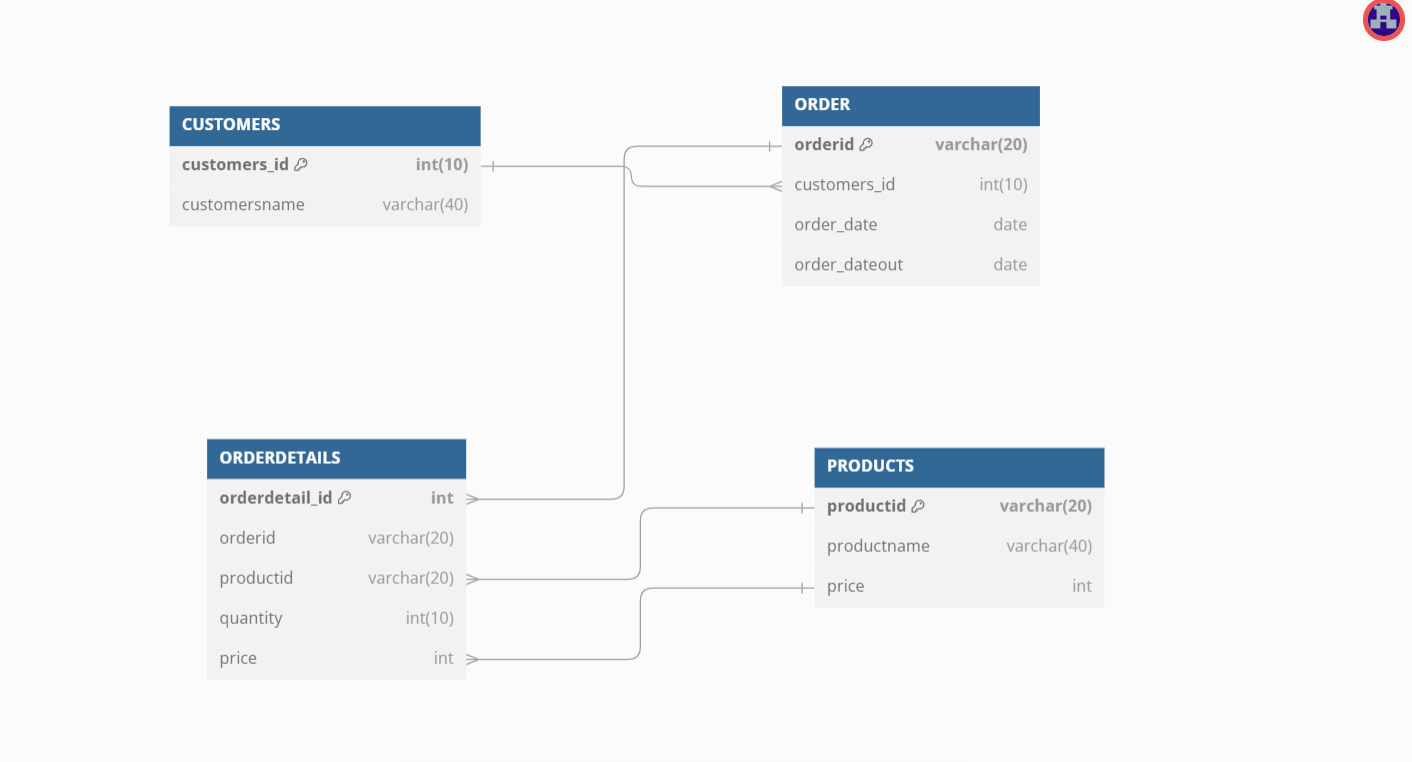 CUSTOMERS
customers_id int(10)
customersname varchar(40)
ORDER
orderid varchar(20)
customers_id int(10)
order_date date
order_dateout date
ORDERDETAILS
orderdetail_id int
orderid varchar(20)
productid varchar(20)
quantity int(10)
price int
PRODUCTS
productid varchar(20)
productname varchar(40)
price int